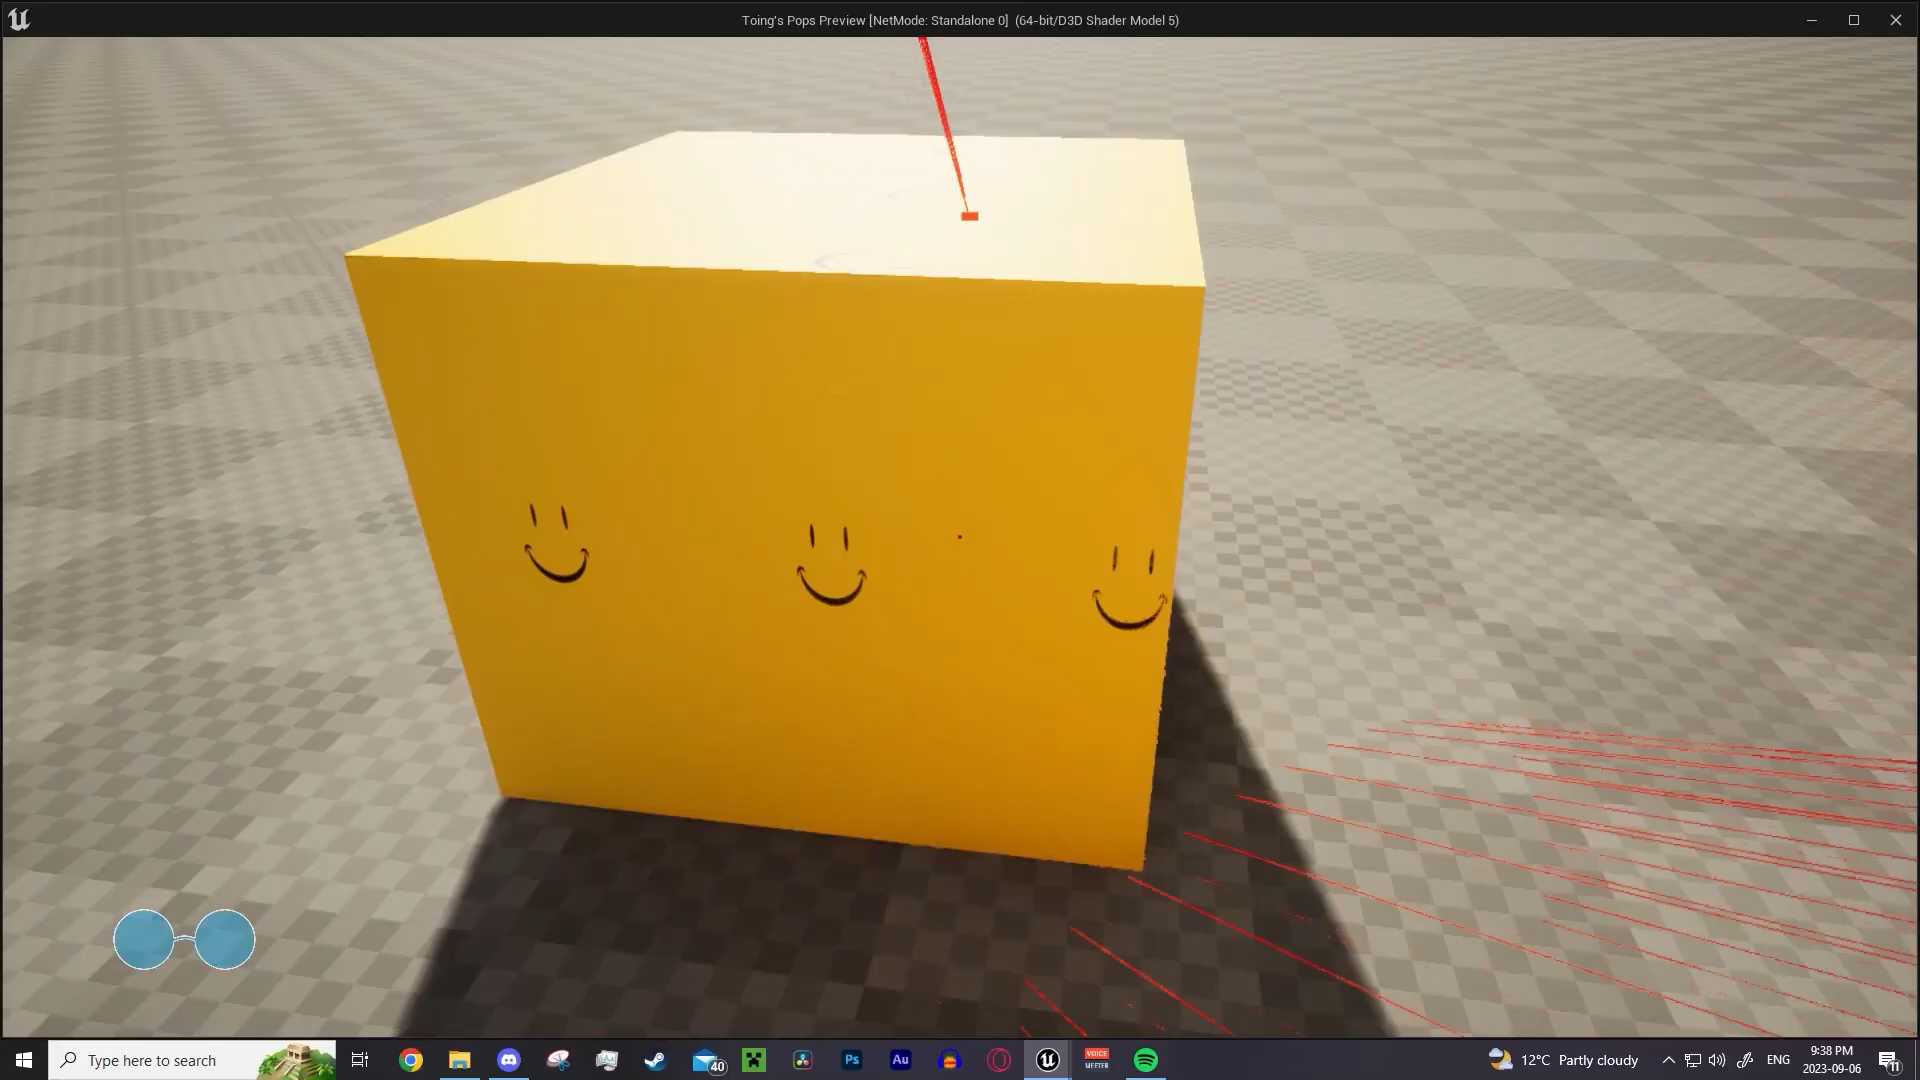 Toing's Pops Preview [NetMode: Standalone 0] (64-bit/D3D Shader Model 5)
Type here to search
40
Ps
Au
VOICE
MEETER
12°C Partly cloudy
ENG
9:38 PM
2023-09-06
11